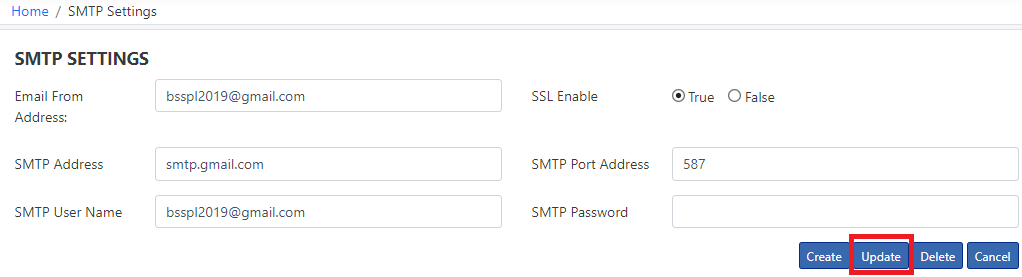 Home / SMTP Settings
SMTP SETTINGS
Email From Address:
bsspl2019@gmail.com
SSL Enable
True
False
SMTP Address
smtp.gmail.com
SMTP Port Address
587
SMTP User Name
bsspl2019@gmail.com
SMTP Password
Create
Update
Delete
Cancel